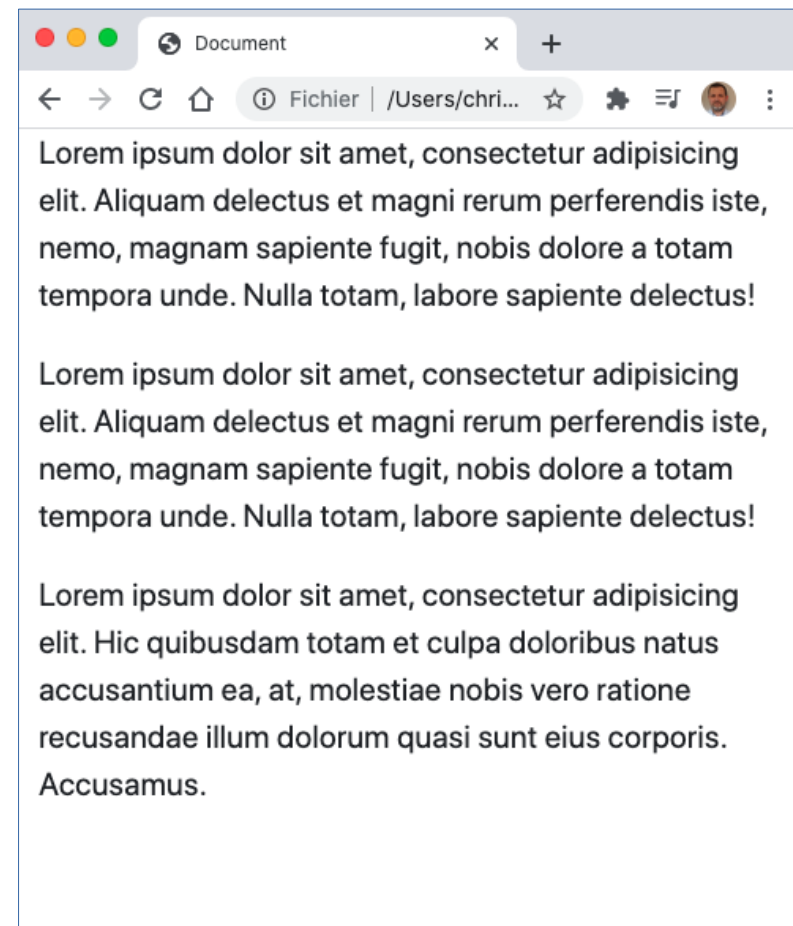 Document
Fichier | /Users/chri...
Lorem ipsum dolor sit amet, consectetur adipisicing
elit. Aliquam delectus et magni rerum perferendis iste,
nemo, magnam sapiente fugit, nobis dolore a totam
tempora unde. Nulla totam, labore sapiente delectus!
Lorem ipsum dolor sit amet, consectetur adipisicing
elit. Aliquam delectus et magni rerum perferendis iste,
nemo, magnam sapiente fugit, nobis dolore a totam
tempora unde. Nulla totam, labore sapiente delectus!
Lorem ipsum dolor sit amet, consectetur adipisicing
elit. Hic quibusdam totam et culpa doloribus natus
accusantium ea, at, molestiae nobis vero ratione
recusandae illum dolorum quasi sunt eius corporis.
Accusamus.